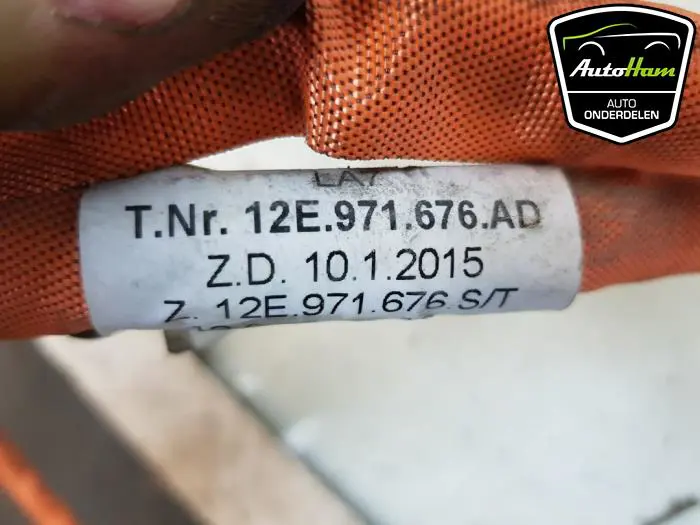 AutoHam
AUTO
ONDERDELEN
T.Nr. 12E.971.676.AD
Z.D. 10.1.2015
Z. 12E.971.676 S/T